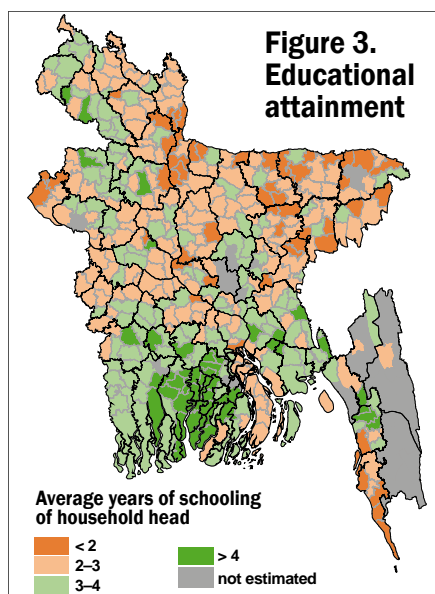 Figure 3.
Educational
attainment
Average years of schooling
of household head
< 2
2–3
3–4
> 4
not estimated